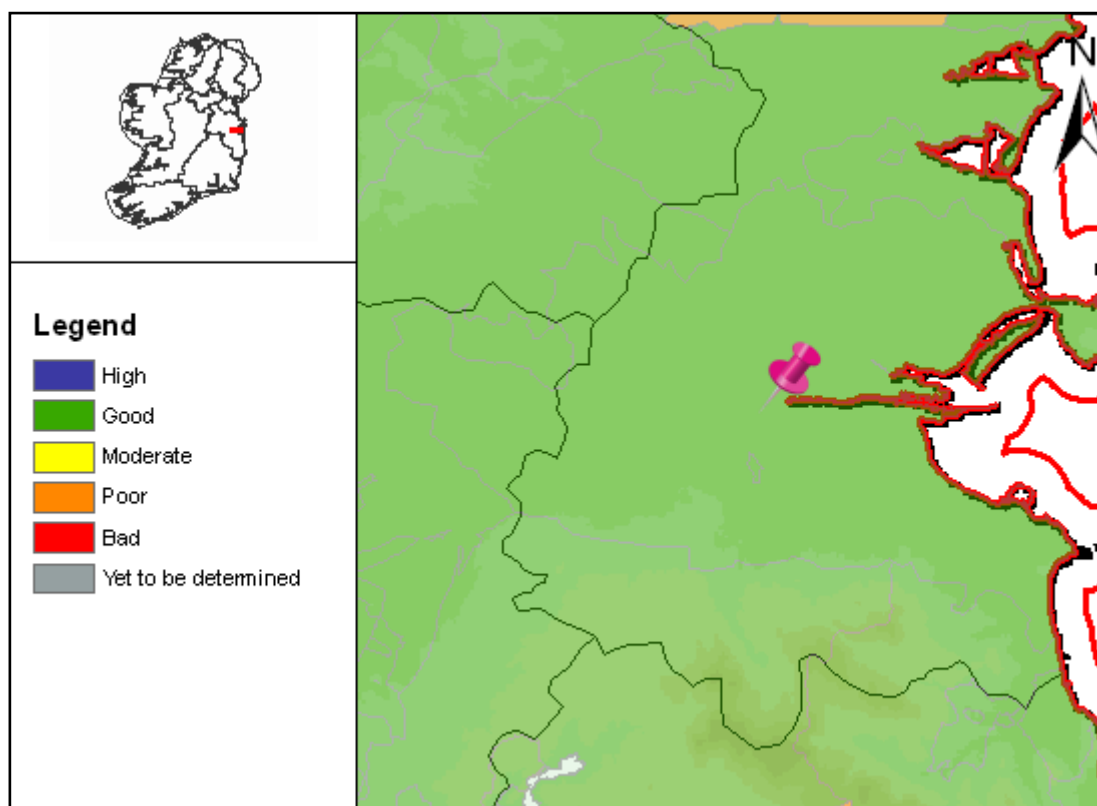 N
Legend
High
Good
Moderate
Poor
Bad
Yet to be determined